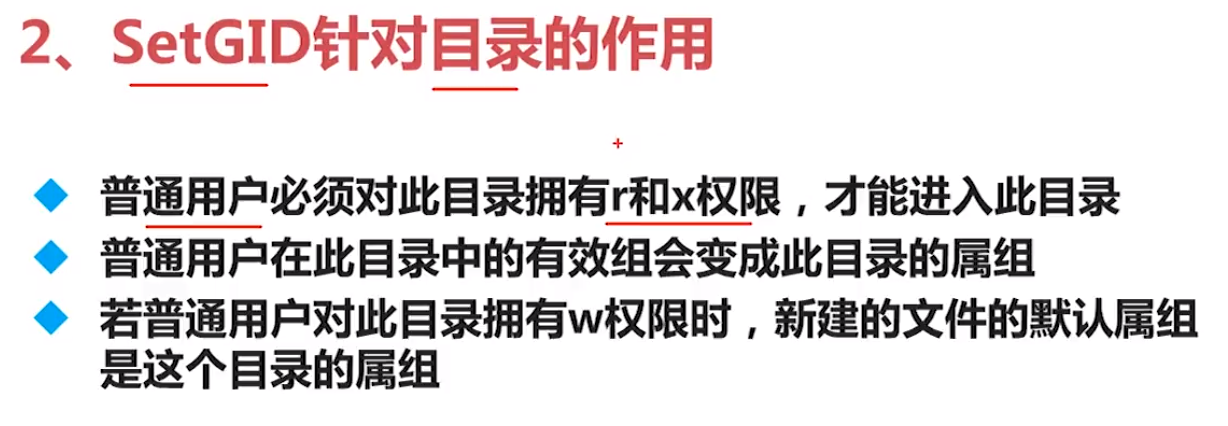 2、SetGID针对目录的作用
普通用户必须对此目录拥有r和x权限，才能进入此目录
普通用户在此目录中的有效组会变成此目录的属组
若普通用户对此目录拥有w权限时，新建的文件的默认属组
是这个目录的属组